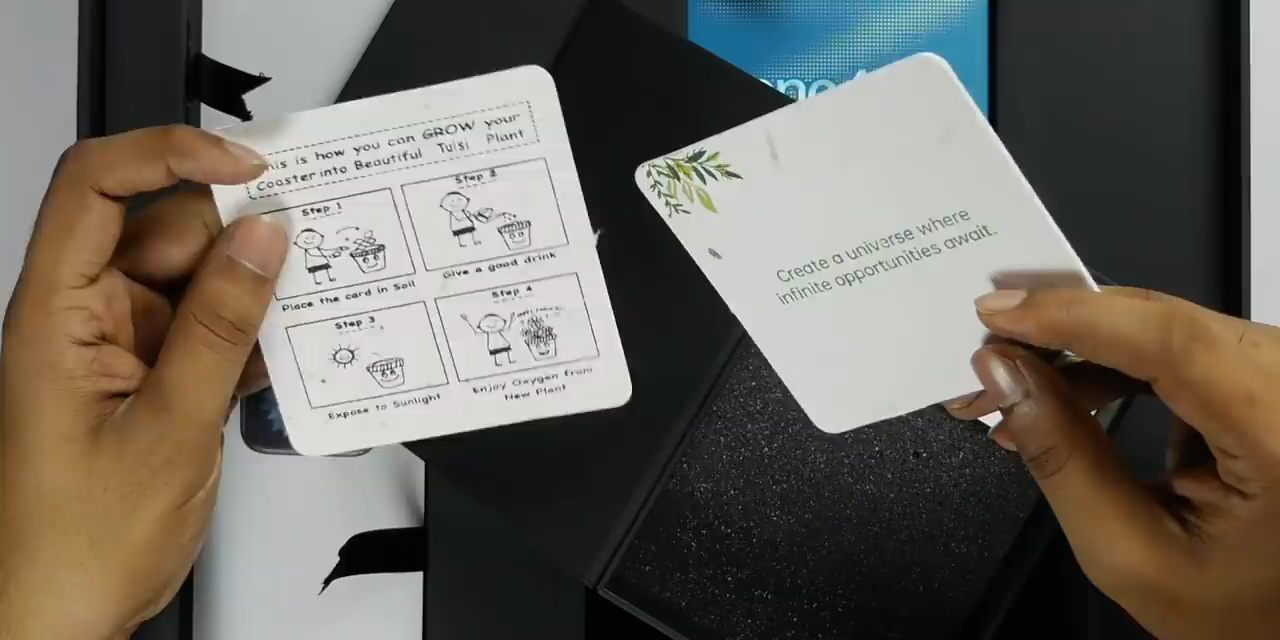 is how you can GROW your
Coaster into Beautiful Tulsi Plant
Step 1
Place the card in Soil
Step 2
Give a good drink
Step 3
Expose to Sunlight
Step 4
Enjoy Oxygen from
New Plant
Create a universe where
infinite opportunities await.